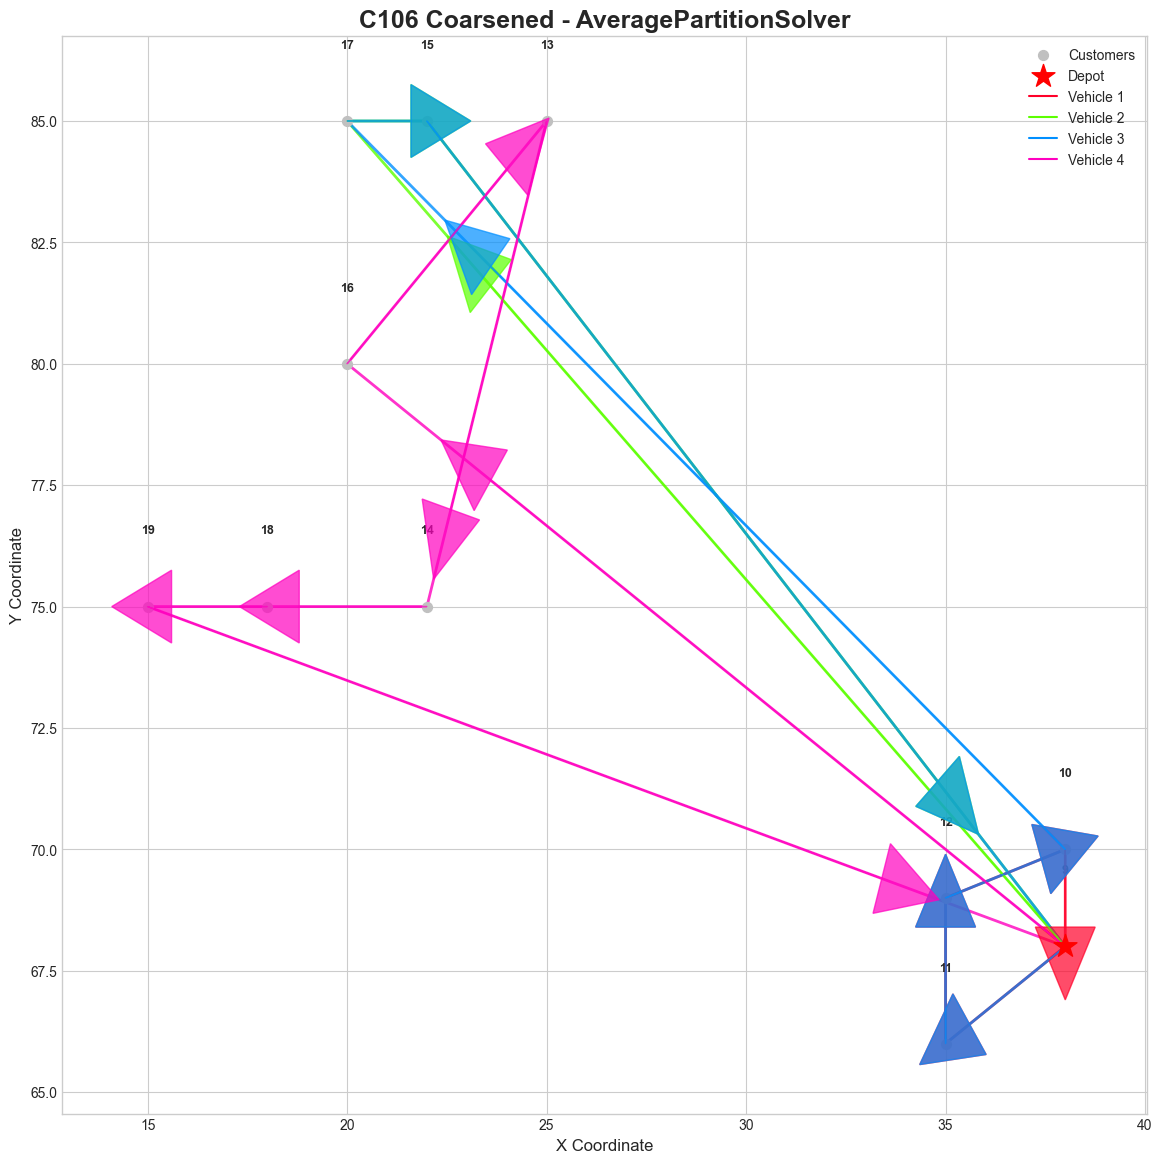 C106 Coarsened - AveragePartitionSolver
17
15
13
Customers
Depot
Vehicle 1
Vehicle 2
Vehicle 3
Vehicle 4
16
19
18
14
10
12
11
85.0
82.5
80.0
77.5
75.0
72.5
70.0
67.5
65.0
Y Coordinate
15
20
25
30
35
40
X Coordinate